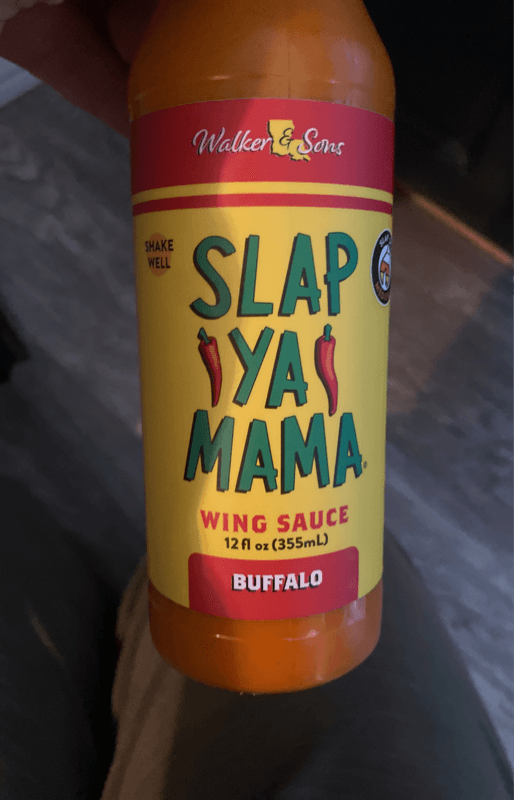 Walker & Sons
SHAKE
WELL
SLAP
YA
MAMA
WING SAUCE
12 fl oz (355mL)
BUFFALO